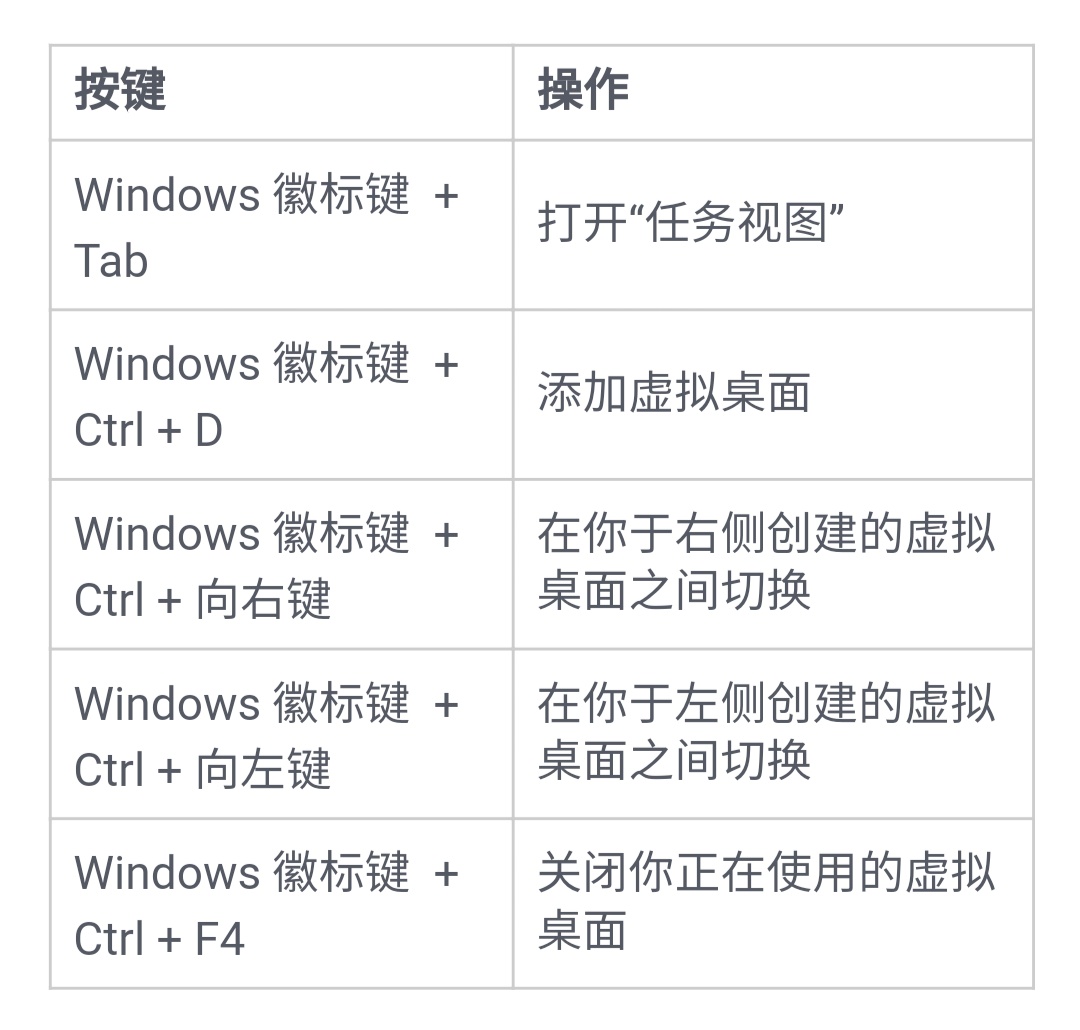 按键
操作
Windows 徽标键 +
Tab
打开“任务视图”
Windows 徽标键 +
Ctrl + D
添加虚拟桌面
Windows 徽标键 +
Ctrl + 向右键
在你于右侧创建的虚拟
桌面之间切换
Windows 徽标键 +
Ctrl + 向左键
在你于左侧创建的虚拟
桌面之间切换
Windows 徽标键 +
Ctrl + F4
关闭你正在使用的虚拟
桌面